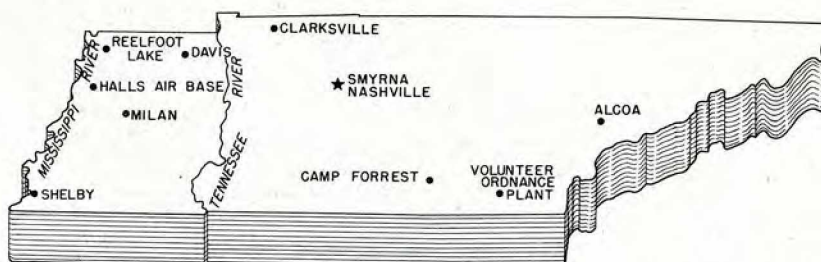 CLARKSVILLE
REELFOOT
LAKE
DAVIS
MISSISSIPPI RIVER
TENNESSEE RIVER
HALLS AIR BASE
SMYRNA
NASHVILLE
MILAN
ALCOA
CAMP FORREST
VOLUNTEER
ORDNANCE
PLANT
SHELBY